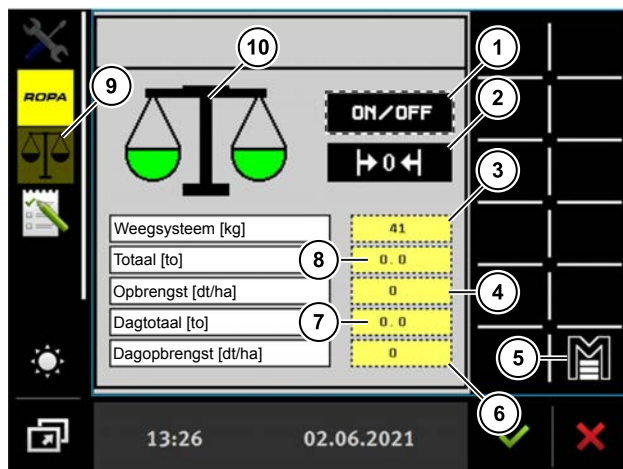 10
1
9
ROPA
ON/OFF
2
0
3
Weegsysteem [kg] 41
Totaal [to] 8 0.0
Opbrengst [dt/ha] 0 4
Dagtotaal [to] 7 0.0
Dagopbrengst [dt/ha] 0
5 M
6
13:26 02.06.2021